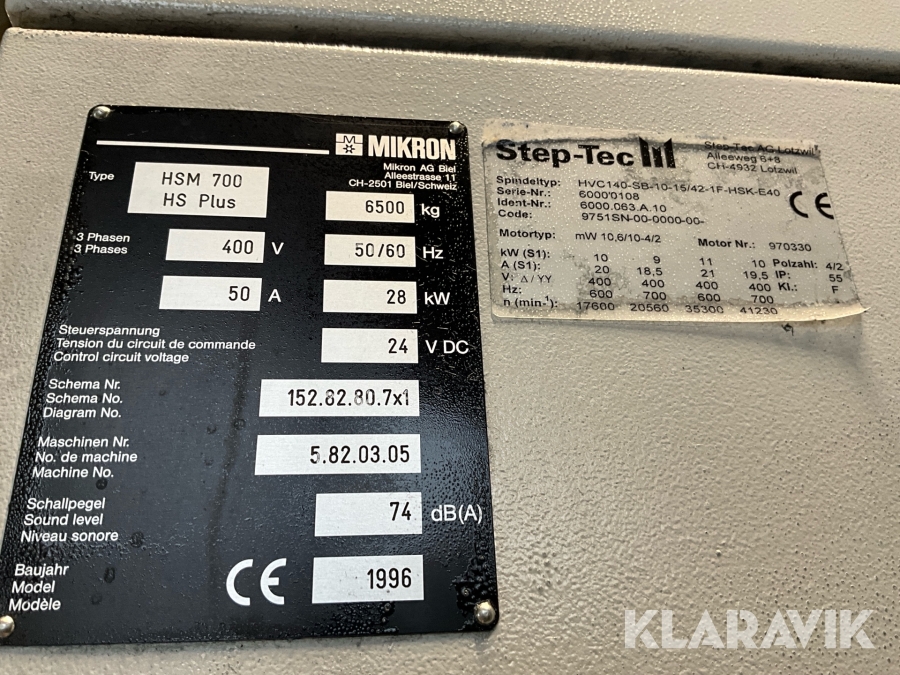 MIKRON
Mikron AG Biel
Alleestrasse 11
CH-2501 Biel/Schweiz
Type
HSM 700
HS Plus
6500 kg
3 Phasen
3 Phases
400 V
50/60 Hz
50 A
28 kW
Steuerspannung
Tension du circuit de commande
Control circuit voltage
24 V DC
Schema Nr.
Schema No.
Diagram No.
152.82.80.7x1
Maschinen Nr.
No. de machine
Machine No.
5.82.03.05
Schallpegel
Sound level
Niveau sonore
74 dB(A)
Baujahr
Model
Modèle
CE
1996
Step-Tec
Step-Tec AG Lotzwil
Alleeweg 6+8
CH-4932 Lotzwil
Spindeltyp: HVC140-SB-10-15/42-1F-HSK-E40
Serie-Nr.: 6000'0108
Ident-Nr.: 6000.063.A.10
Code: 9751SN-00-0000-00-
CE
Motortyp: mW 10,6/10-4/2 Motor Nr.: 970330
kW (S1): 10 9 11 10 Polzahl: 4/2
A (S1): 20 18,5 21 19,5 IP: 55
V: Δ / YY 400 400 400 400 Kl.: F
Hz: 600 700 600 700
n (min-¹): 17600 20560 35300 41230
KLARAVIK